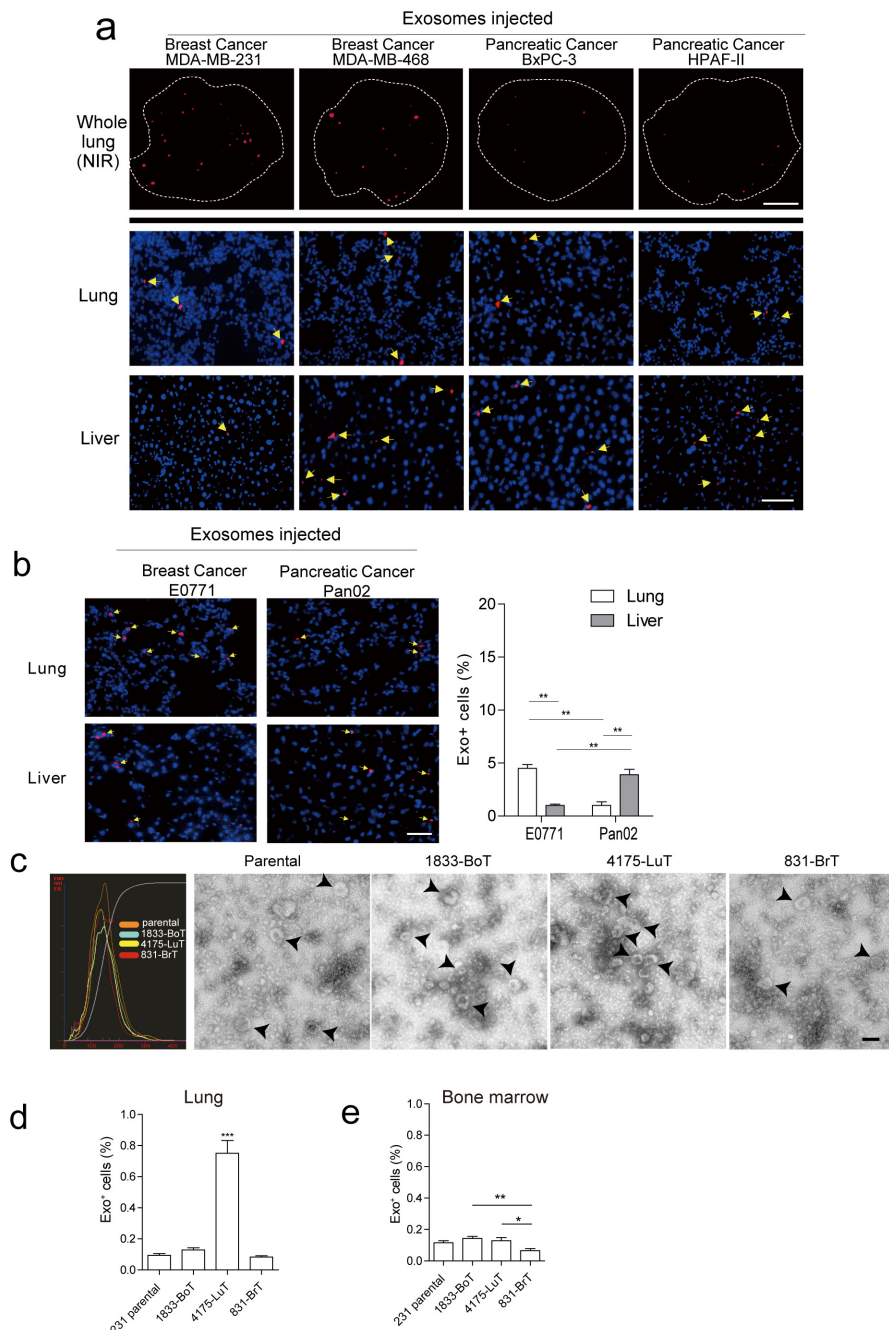 a
Exosomes injected
Breast Cancer
MDA-MB-231
Breast Cancer
MDA-MB-468
Pancreatic Cancer
BxPC-3
Pancreatic Cancer
HPAF-II
Whole
lung
(NIR)
Lung
Liver
b
Exosomes injected
Breast Cancer
E0771
Pancreatic Cancer
Pan02
Lung
Liver
Lung
Liver
Exo+ cells (%)
20
15
10
5
0
**
**
**
**
E0771
Pan02
c
Parental
1833-BoT
4175-LuT
831-BrT
parental
1833-BoT
4175-LuT
831-BrT
0 100 200 300 400
d
Lung
Exo⁺ cells (%)
1.0
0.8
0.6
0.4
0.2
0.0
***
231 parental
1833-BoT
4175-LuT
831-BrT
e
Bone marrow
Exo⁺ cells (%)
1.0
0.8
0.6
0.4
0.2
0.0
**
*
231 parental
1833-BoT
4175-LuT
831-BrT